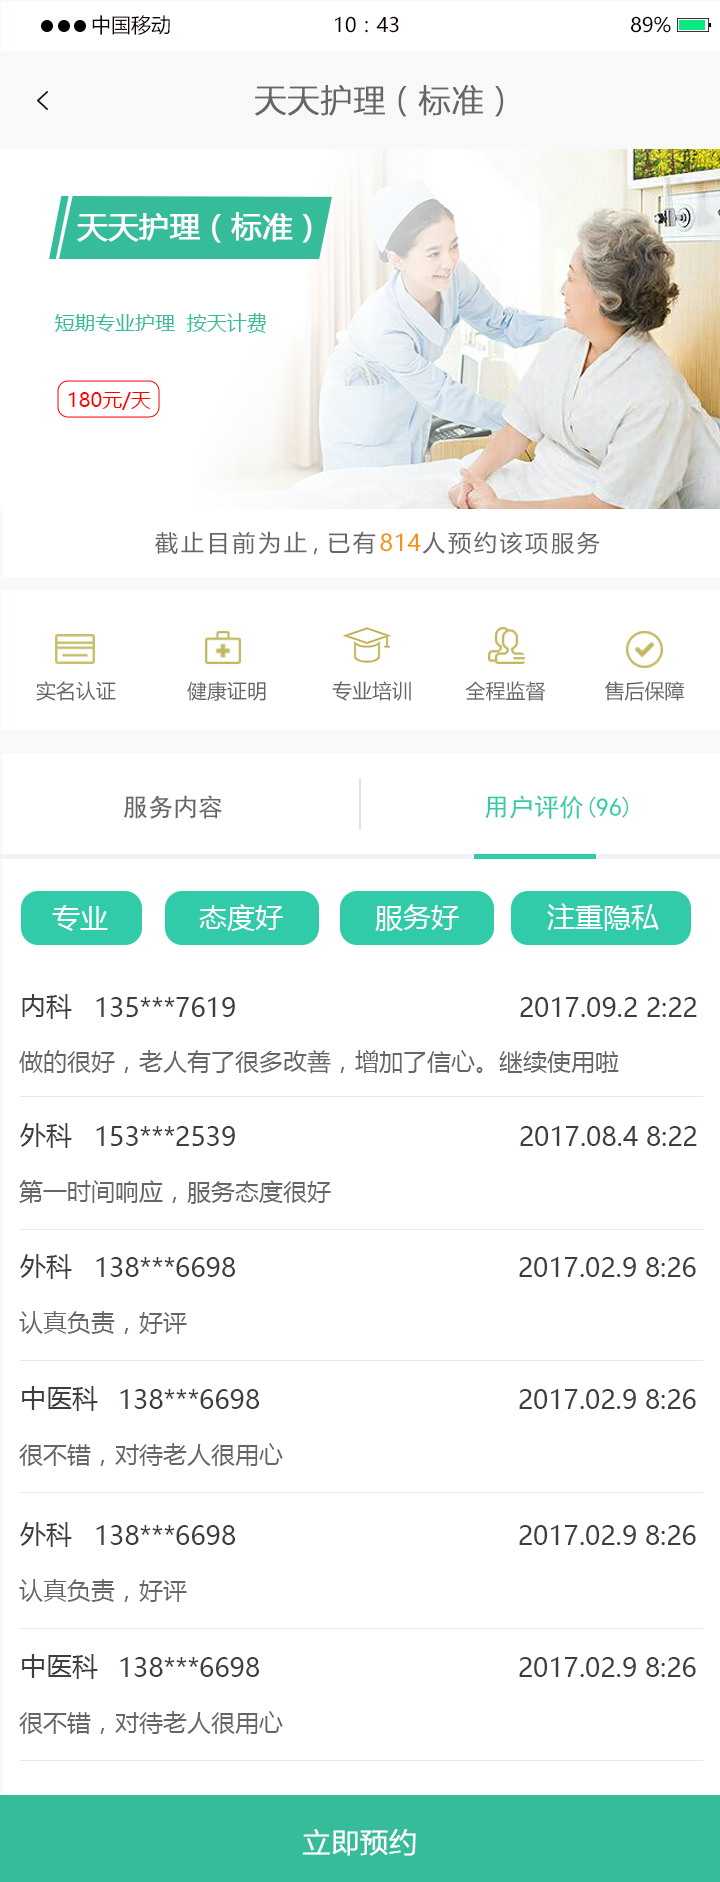 中国移动 10：43 89%
天天护理（标准）
天天护理（标准）
短期专业护理 按天计费
180元/天
截止目前为止，已有814人预约该项服务
实名认证 健康证明 专业培训 全程监督 售后保障
服务内容 用户评价(96)
专业 态度好 服务好 注重隐私
内科 135***7619 2017.09.2 2:22
做的很好，老人有了很多改善，增加了信心。继续使用啦
外科 153***2539 2017.08.4 8:22
第一时间响应，服务态度很好
外科 138***6698 2017.02.9 8:26
认真负责，好评
中医科 138***6698 2017.02.9 8:26
很不错，对待老人很用心
外科 138***6698 2017.02.9 8:26
认真负责，好评
中医科 138***6698 2017.02.9 8:26
很不错，对待老人很用心
立即预约